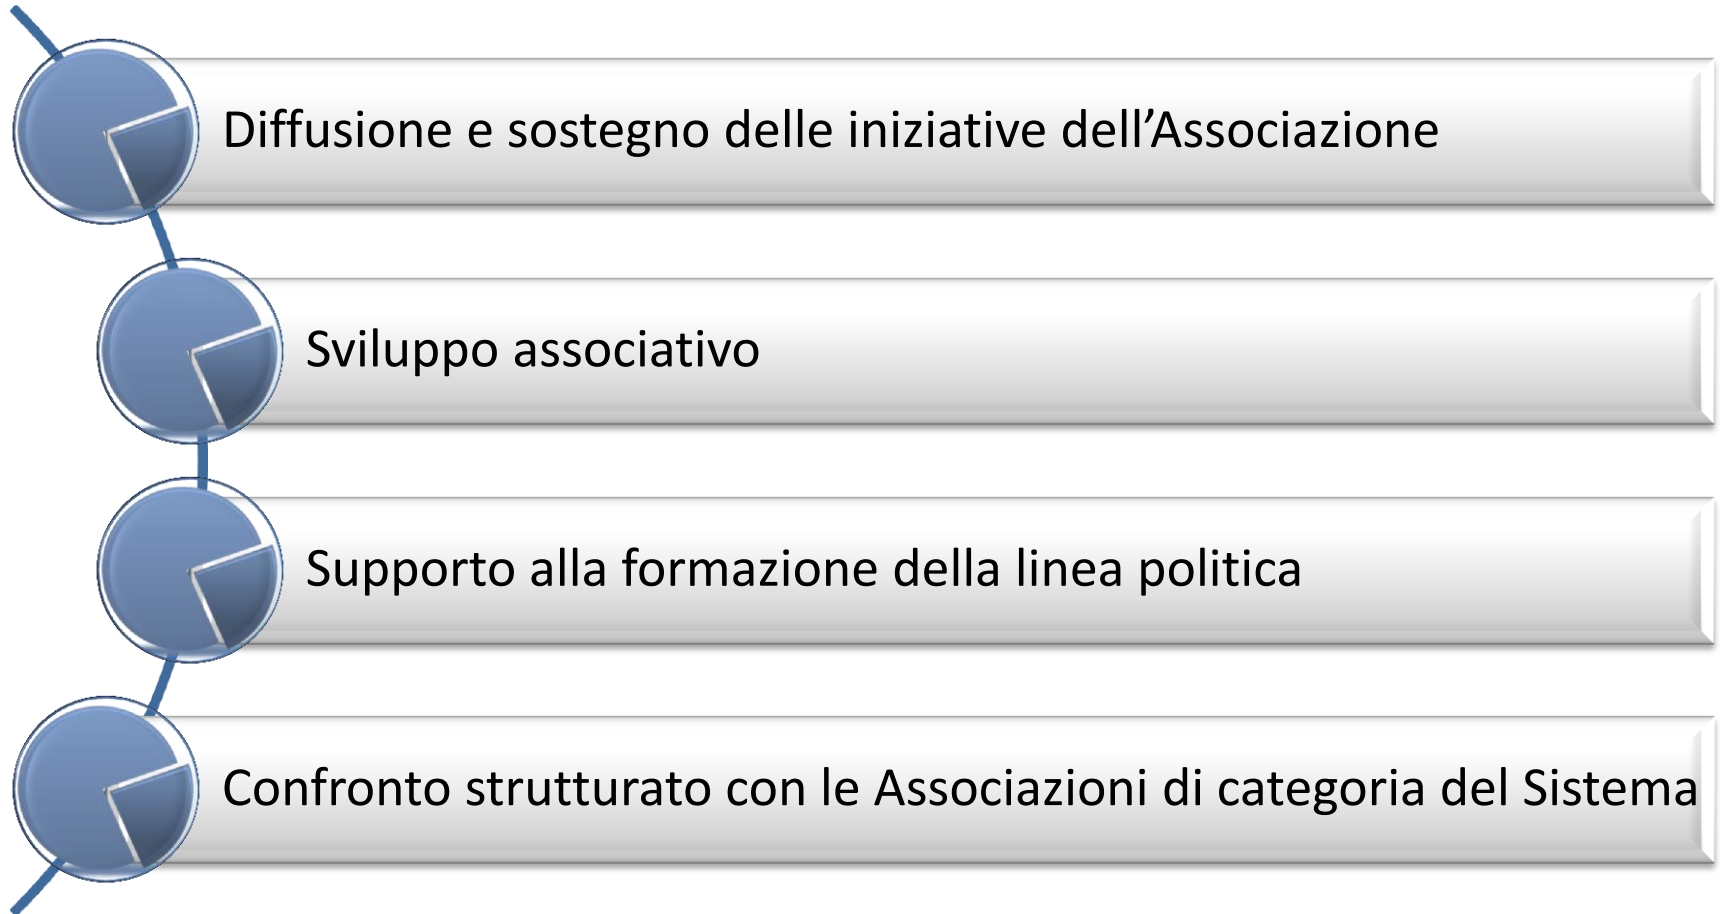 Diffusione e sostegno delle iniziative dell’Associazione
Sviluppo associativo
Supporto alla formazione della linea politica
Confronto strutturato con le Associazioni di categoria del Sistema